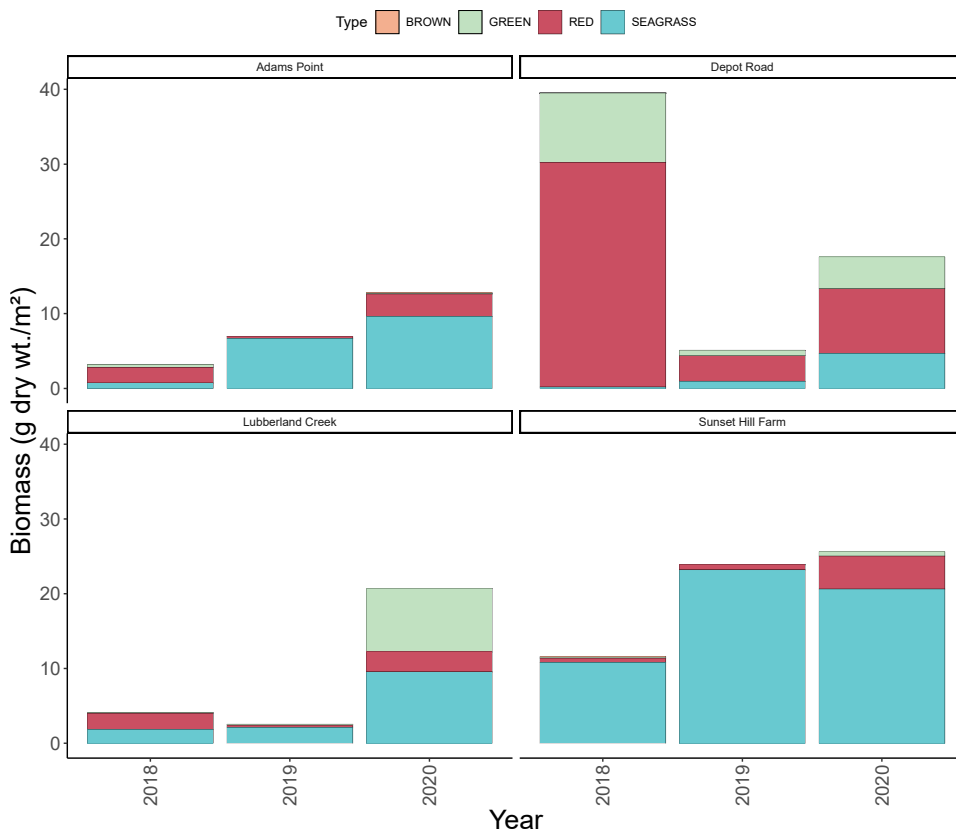 Type BROWN GREEN RED SEAGRASS
Adams Point
Depot Road
40
30
20
10
0
Lubberland Creek
Sunset Hill Farm
40
30
20
10
0
Biomass (g dry wt./m²)
2018 2019 2020 2018 2019 2020
Year